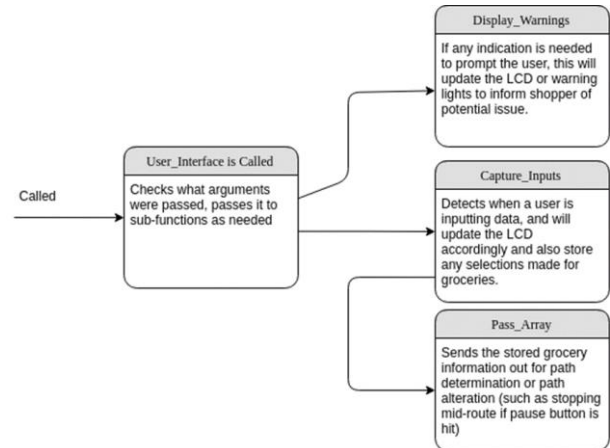 Display_Warnings
If any indication is needed
to prompt the user, this will
update the LCD or warning
lights to inform shopper of
potential issue.
Called
User_Interface is Called
Checks what arguments
were passed, passes it to
sub-functions as needed
Capture_Inputs
Detects when a user is
inputing data, and will
update the LCD
accordingly and also store
any selections made for
groceries.
Pass_Array
Sends the stored grocery
information out for path
determination or path
alteration (such as stopping
mid-route if pause button is
hit)